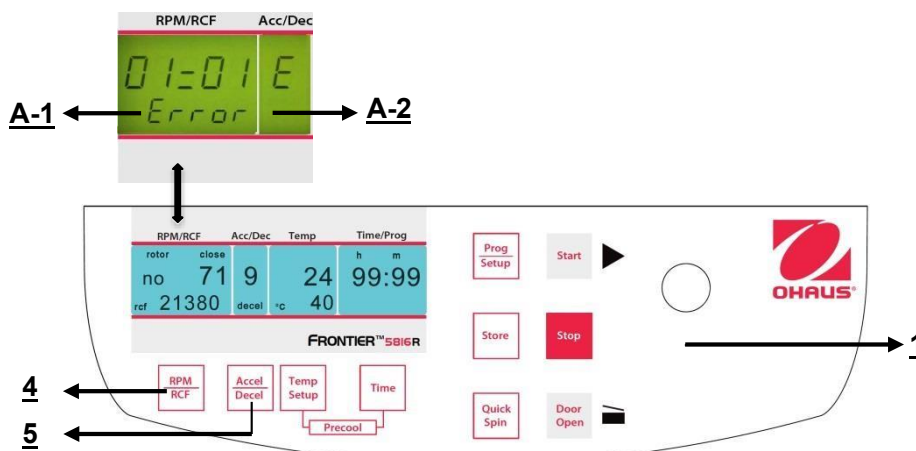 RPM/RCF Acc/Dec
01=01 E
Error
A-1
A-2
RPM/RCF Acc/Dec Temp Time/Prog
rotor close h m
no 71 9 24 99:99
rcf 21380 decel °C 40
FRONTIER™5816R
Prog
Setup
Start
OHAUS®
Store
Stop
1
RPM
RCF
Accel
Decel
Temp
Setup
Time
4
Quick
Spin
Door
Open
5
Precool